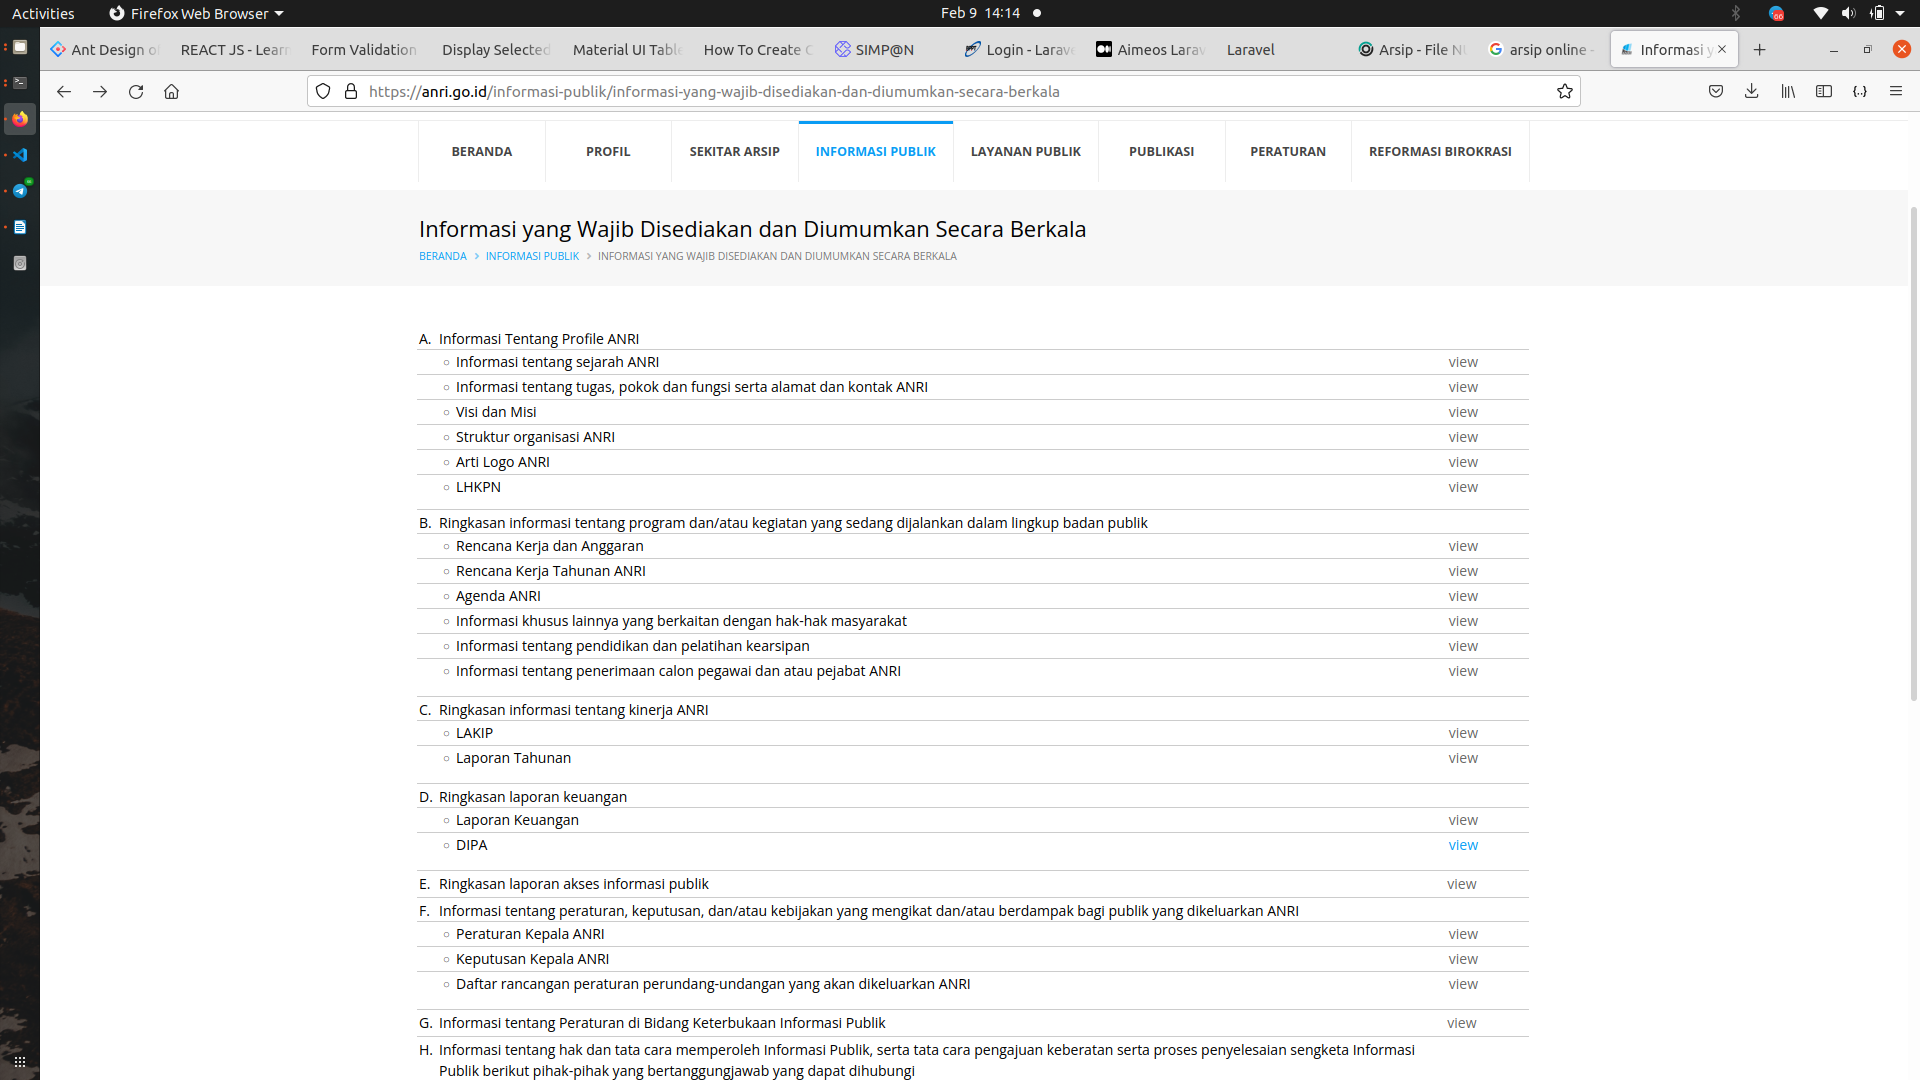 Activities Firefox Web Browser Feb 9 14:14
Ant Design o REACT JS - Learn Form Validation Display Selected Material UI Table How To Create C SIMP@N Login - Larave Aimeos Larav Laravel Arsip - File N arsip online - Informasi y
https://anri.go.id/informasi-publik/informasi-yang-wajib-disediakan-dan-diumumkan-secara-berkala
BERANDA PROFIL SEKITAR ARSIP INFORMASI PUBLIK LAYANAN PUBLIK PUBLIKASI PERATURAN REFORMASI BIROKRASI
Informasi yang Wajib Disediakan dan Diumumkan Secara Berkala
BERANDA > INFORMASI PUBLIK > INFORMASI YANG WAJIB DISEDIAKAN DAN DIUMUMKAN SECARA BERKALA
A. Informasi Tentang Profile ANRI
Informasi tentang sejarah ANRI view
Informasi tentang tugas, pokok dan fungsi serta alamat dan kontak ANRI view
Visi dan Misi view
Struktur organisasi ANRI view
Arti Logo ANRI view
LHKPN view
B. Ringkasan informasi tentang program dan/atau kegiatan yang sedang dijalankan dalam lingkup badan publik
Rencana Kerja dan Anggaran view
Rencana Kerja Tahunan ANRI view
Agenda ANRI view
Informasi khusus lainnya yang berkaitan dengan hak-hak masyarakat view
Informasi tentang pendidikan dan pelatihan kearsipan view
Informasi tentang penerimaan calon pegawai dan atau pejabat ANRI view
C. Ringkasan informasi tentang kinerja ANRI
LAKIP view
Laporan Tahunan view
D. Ringkasan laporan keuangan
Laporan Keuangan view
DIPA view
E. Ringkasan laporan akses informasi publik view
F. Informasi tentang peraturan, keputusan, dan/atau kebijakan yang mengikat dan/atau berdampak bagi publik yang dikeluarkan ANRI
Peraturan Kepala ANRI view
Keputusan Kepala ANRI view
Daftar rancangan peraturan perundang-undangan yang akan dikeluarkan ANRI view
G. Informasi tentang Peraturan di Bidang Keterbukaan Informasi Publik view
H. Informasi tentang hak dan tata cara memperoleh Informasi Publik, serta tata cara pengajuan keberatan serta proses penyelesaian sengketa Informasi
Publik berikut pihak-pihak yang bertanggungjawab yang dapat dihubungi